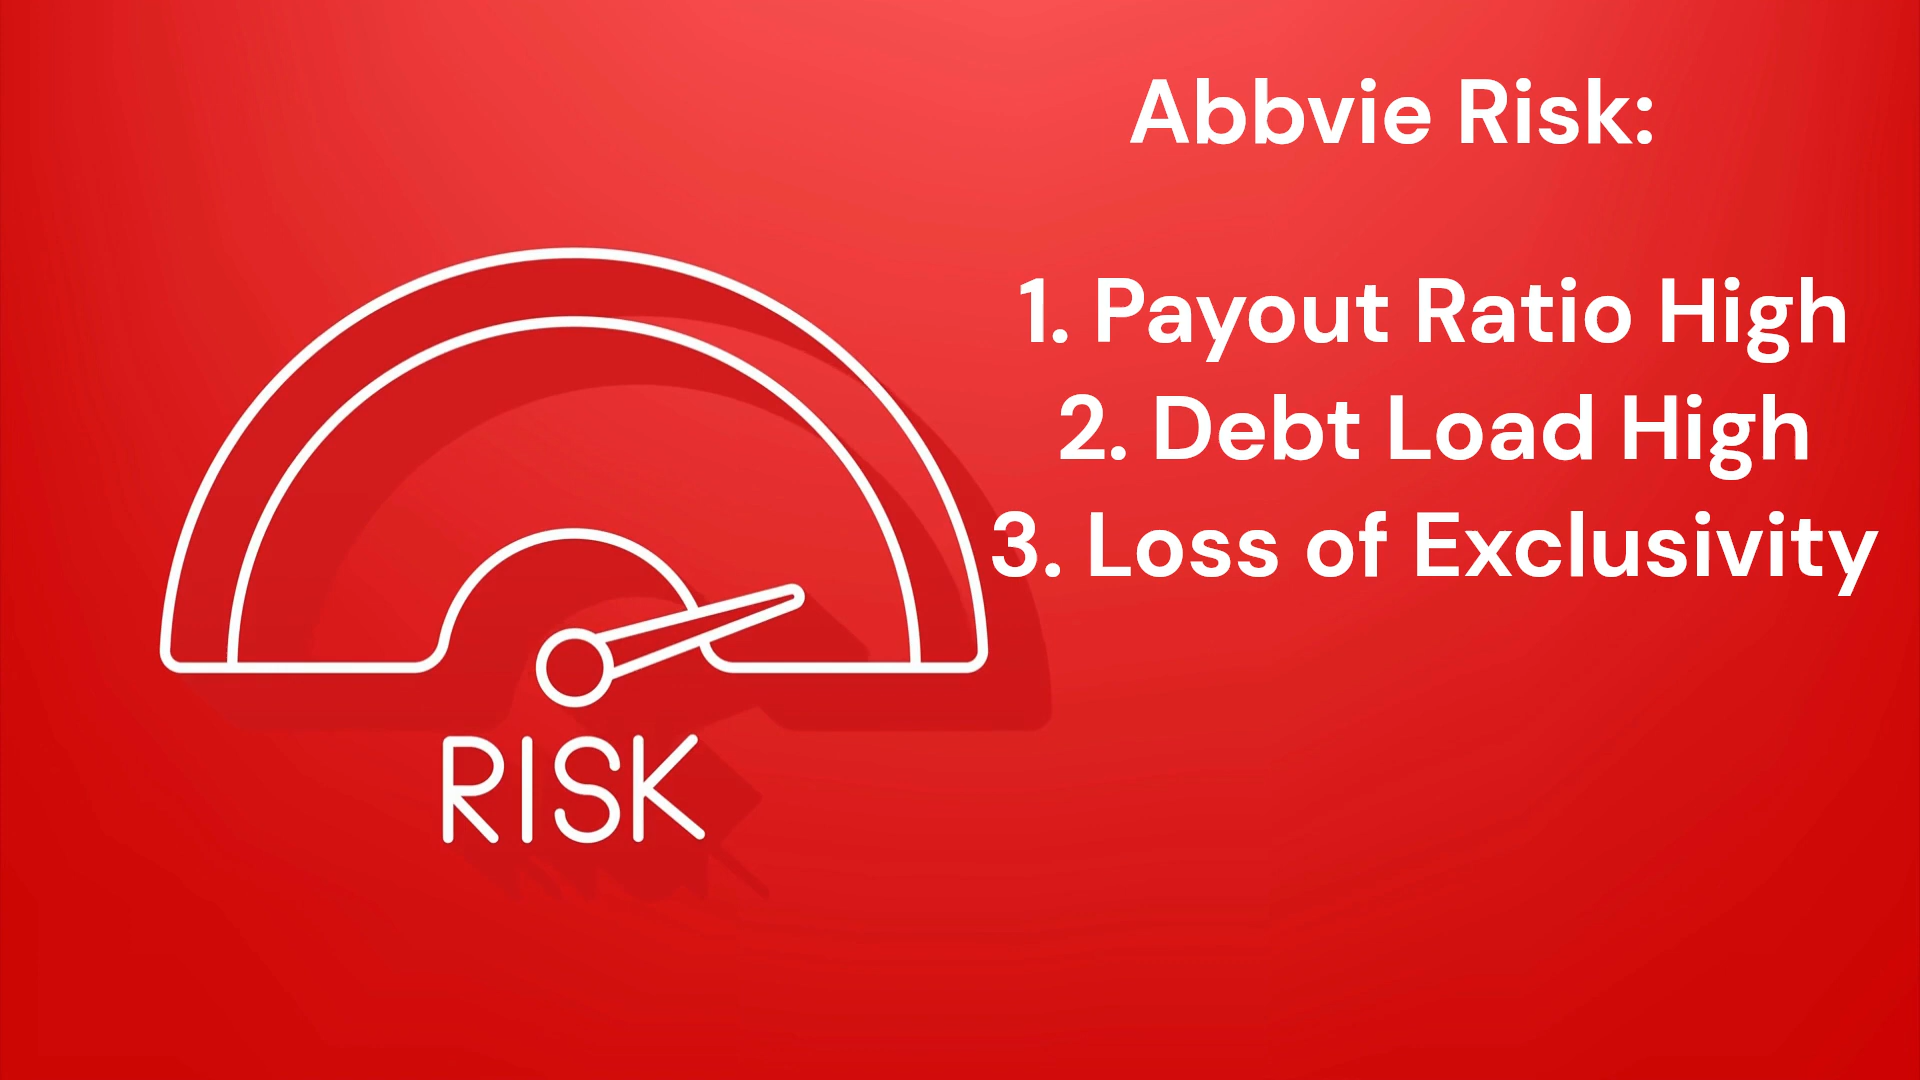 Abbvie Risk:
1. Payout Ratio High
2. Debt Load High
3. Loss of Exclusivity
RISK